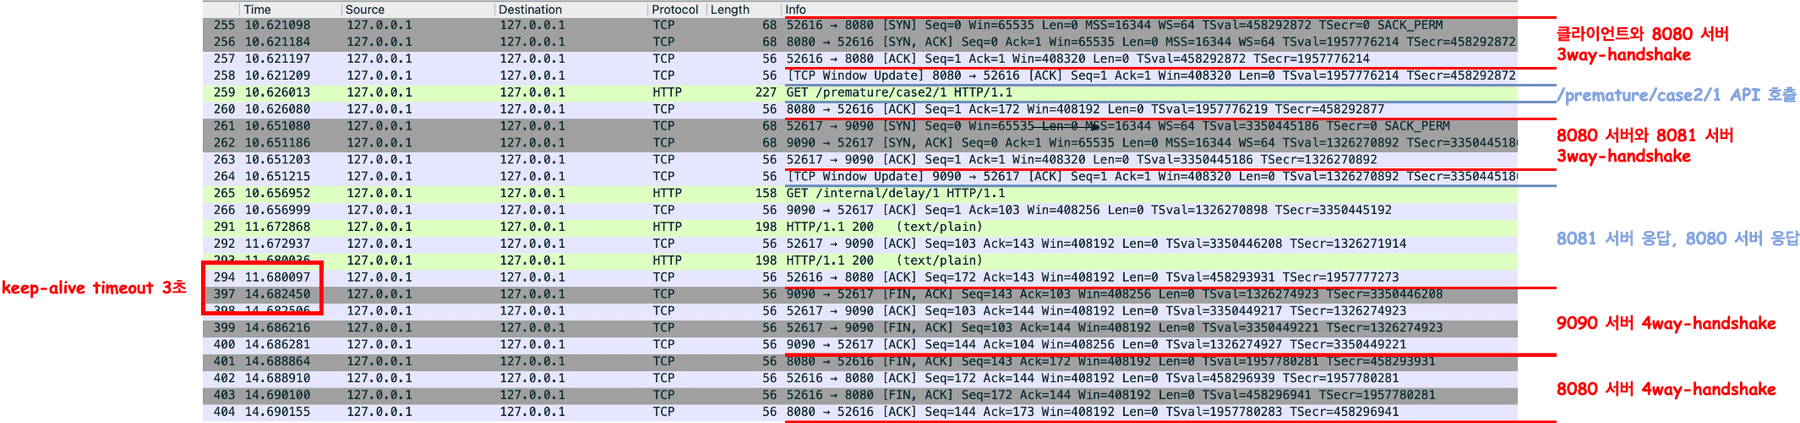 Time Source Destination Protocol Length Info
255 10.621098 127.0.0.1 127.0.0.1 TCP 68 52616 → 8080 [SYN] Seq=0 Win=65535 Len=0 MSS=16344 WS=64 TSval=458292872 TSecr=0 SACK_PERM
클라이언트와 8080 서버
256 10.621184 127.0.0.1 127.0.0.1 TCP 68 8080 → 52616 [SYN, ACK] Seq=0 Ack=1 Win=65535 Len=0 MSS=16344 WS=64 TSval=1957776214 TSecr=458292872
3way-handshake
257 10.621197 127.0.0.1 127.0.0.1 TCP 56 52616 → 8080 [ACK] Seq=1 Ack=1 Win=408320 Len=0 TSval=458292872 TSecr=1957776214
258 10.621209 127.0.0.1 127.0.0.1 TCP 56 [TCP Window Update] 8080 → 52616 [ACK] Seq=1 Ack=1 Win=408320 Len=0 TSval=1957776214 TSecr=458292872
259 10.626013 127.0.0.1 127.0.0.1 HTTP 227 GET /premature/case2/1 HTTP/1.1
/premature/case2/1 API 호출
260 10.626080 127.0.0.1 127.0.0.1 TCP 56 8080 → 52616 [ACK] Seq=1 Ack=172 Win=408192 Len=0 TSval=1957776219 TSecr=458292877
261 10.651080 127.0.0.1 127.0.0.1 TCP 68 52617 → 9090 [SYN] Seq=0 Win=65535 Len=0 MSS=16344 WS=64 TSval=3350445186 TSecr=0 SACK_PERM
8080 서버와 8081 서버
262 10.651186 127.0.0.1 127.0.0.1 TCP 68 9090 → 52617 [SYN, ACK] Seq=0 Ack=1 Win=65535 Len=0 MSS=16344 WS=64 TSval=1326270892 TSecr=335044518
3way-handshake
263 10.651203 127.0.0.1 127.0.0.1 TCP 56 52617 → 9090 [ACK] Seq=1 Ack=1 Win=408320 Len=0 TSval=3350445186 TSecr=1326270892
264 10.651215 127.0.0.1 127.0.0.1 TCP 56 [TCP Window Update] 9090 → 52617 [ACK] Seq=1 Ack=1 Win=408320 Len=0 TSval=1326270892 TSecr=335044518
265 10.656952 127.0.0.1 127.0.0.1 HTTP 158 GET /internal/delay/1 HTTP/1.1
266 10.656999 127.0.0.1 127.0.0.1 TCP 56 9090 → 52617 [ACK] Seq=1 Ack=103 Win=408256 Len=0 TSval=1326270898 TSecr=3350445192
291 11.672868 127.0.0.1 127.0.0.1 HTTP 198 HTTP/1.1 200 (text/plain)
292 11.672937 127.0.0.1 127.0.0.1 TCP 56 52617 → 9090 [ACK] Seq=103 Ack=143 Win=408192 Len=0 TSval=3350446208 TSecr=1326271914
8081 서버 응답, 8080 서버 응답
293 11.680036 127.0.0.1 127.0.0.1 HTTP 198 HTTP/1.1 200 (text/plain)
294 11.680097 127.0.0.1 127.0.0.1 TCP 56 52616 → 8080 [ACK] Seq=172 Ack=143 Win=408192 Len=0 TSval=458293931 TSecr=1957777273
keep-alive timeout 3초
397 14.682450 127.0.0.1 127.0.0.1 TCP 56 9090 → 52617 [FIN, ACK] Seq=143 Ack=103 Win=408256 Len=0 TSval=1326274923 TSecr=3350446208
398 14.682506 127.0.0.1 127.0.0.1 TCP 56 52617 → 9090 [ACK] Seq=103 Ack=144 Win=408192 Len=0 TSval=3350449217 TSecr=1326274923
399 14.686216 127.0.0.1 127.0.0.1 TCP 56 52617 → 9090 [FIN, ACK] Seq=103 Ack=144 Win=408192 Len=0 TSval=3350449221 TSecr=1326274923
9090 서버 4way-handshake
400 14.686281 127.0.0.1 127.0.0.1 TCP 56 9090 → 52617 [ACK] Seq=144 Ack=104 Win=408256 Len=0 TSval=1326274927 TSecr=3350449221
401 14.688864 127.0.0.1 127.0.0.1 TCP 56 8080 → 52616 [FIN, ACK] Seq=143 Ack=172 Win=408192 Len=0 TSval=1957780281 TSecr=458293931
402 14.688910 127.0.0.1 127.0.0.1 TCP 56 52616 → 8080 [ACK] Seq=172 Ack=144 Win=408192 Len=0 TSval=458296939 TSecr=1957780281
8080 서버 4way-handshake
403 14.690100 127.0.0.1 127.0.0.1 TCP 56 52616 → 8080 [FIN, ACK] Seq=172 Ack=144 Win=408192 Len=0 TSval=458296941 TSecr=1957780281
404 14.690155 127.0.0.1 127.0.0.1 TCP 56 8080 → 52616 [ACK] Seq=144 Ack=173 Win=408192 Len=0 TSval=1957780283 TSecr=458296941